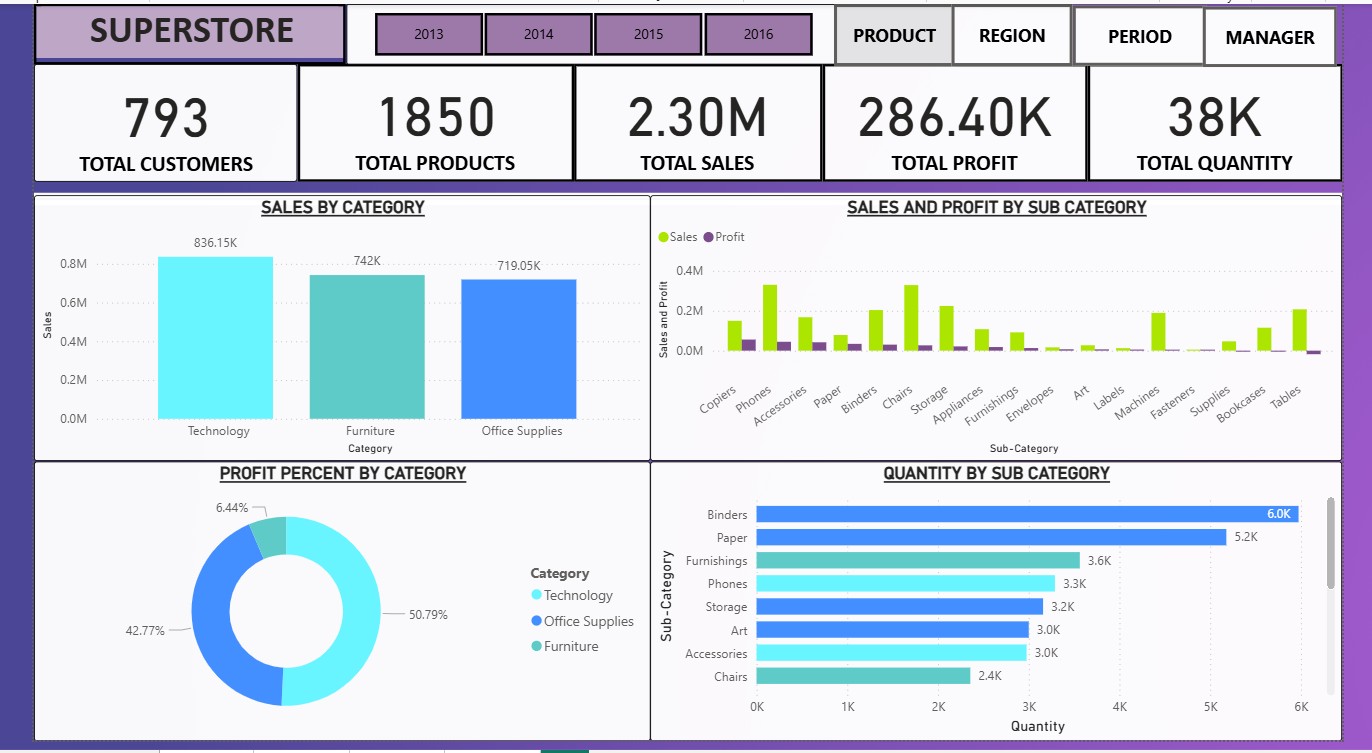 SUPERSTORE
2013
2014
2015
2016
PRODUCT
REGION
PERIOD
MANAGER
793
TOTAL CUSTOMERS
1850
TOTAL PRODUCTS
2.30M
TOTAL SALES
286.40K
TOTAL PROFIT
38K
TOTAL QUANTITY
SALES BY CATEGORY
836.15K
742K
719.05K
0.8M
0.6M
0.4M
0.2M
0.0M
Sales
Technology
Furniture
Office Supplies
Category
SALES AND PROFIT BY SUB CATEGORY
Sales
Profit
0.4M
0.2M
0.0M
Sales and Profit
Copiers
Phones
Accessories
Paper
Binders
Chairs
Storage
Appliances
Furnishings
Envelopes
Art
Labels
Machines
Fasteners
Supplies
Bookcases
Tables
Sub-Category
PROFIT PERCENT BY CATEGORY
6.44%
50.79%
42.77%
Category
Technology
Office Supplies
Furniture
QUANTITY BY SUB CATEGORY
Sub-Category
Binders 6.0K
Paper 5.2K
Furnishings 3.6K
Phones 3.3K
Storage 3.2K
Art 3.0K
Accessories 3.0K
Chairs 2.4K
0K 1K 2K 3K 4K 5K 6K
Quantity